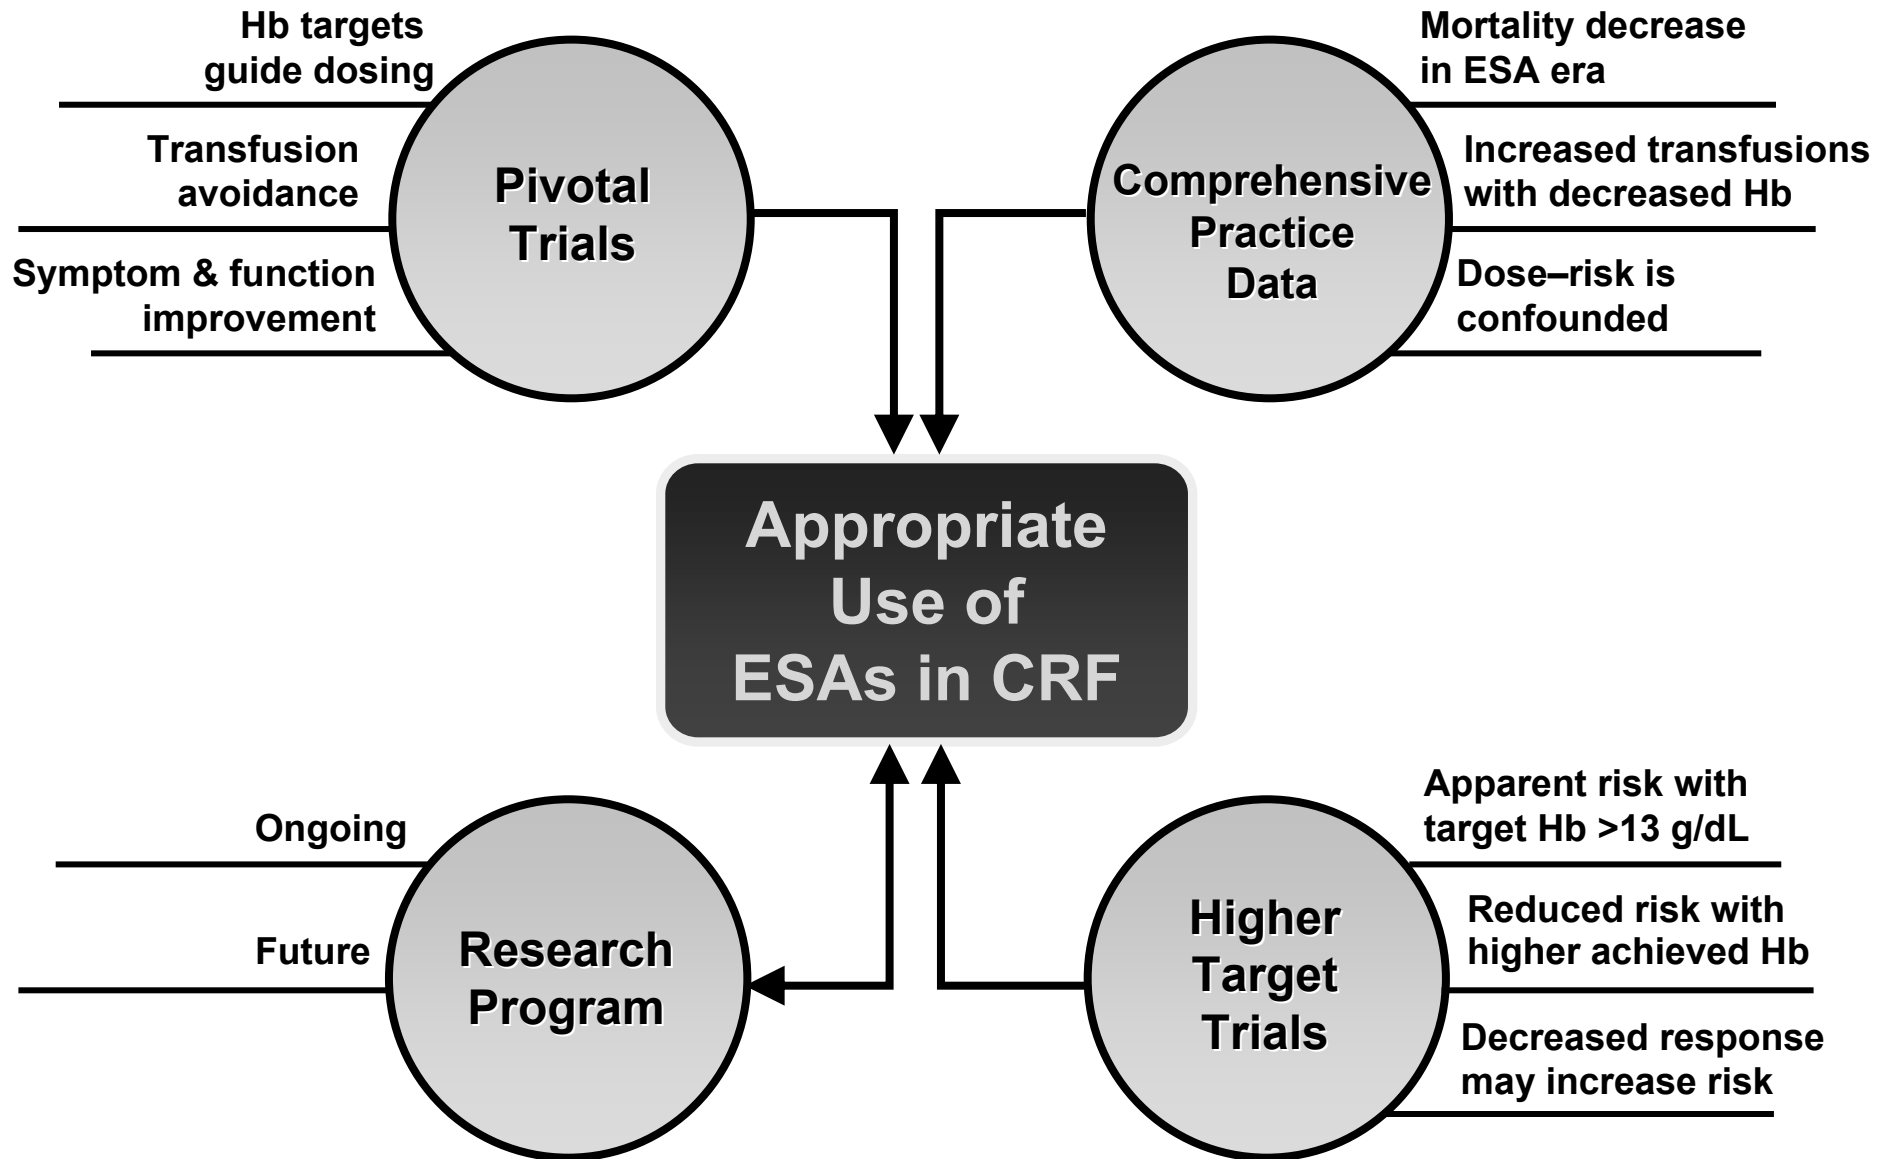 Hb targets
guide dosing
Transfusion
avoidance
Symptom & function
improvement
Pivotal
Trials
Mortality decrease
in ESA era
Increased transfusions
with decreased Hb
Dose–risk is
confounded
Comprehensive
Practice
Data
Appropriate
Use of
ESAs in CRF
Ongoing
Future
Research
Program
Apparent risk with
target Hb >13 g/dL
Reduced risk with
higher achieved Hb
Decreased response
may increase risk
Higher
Target
Trials